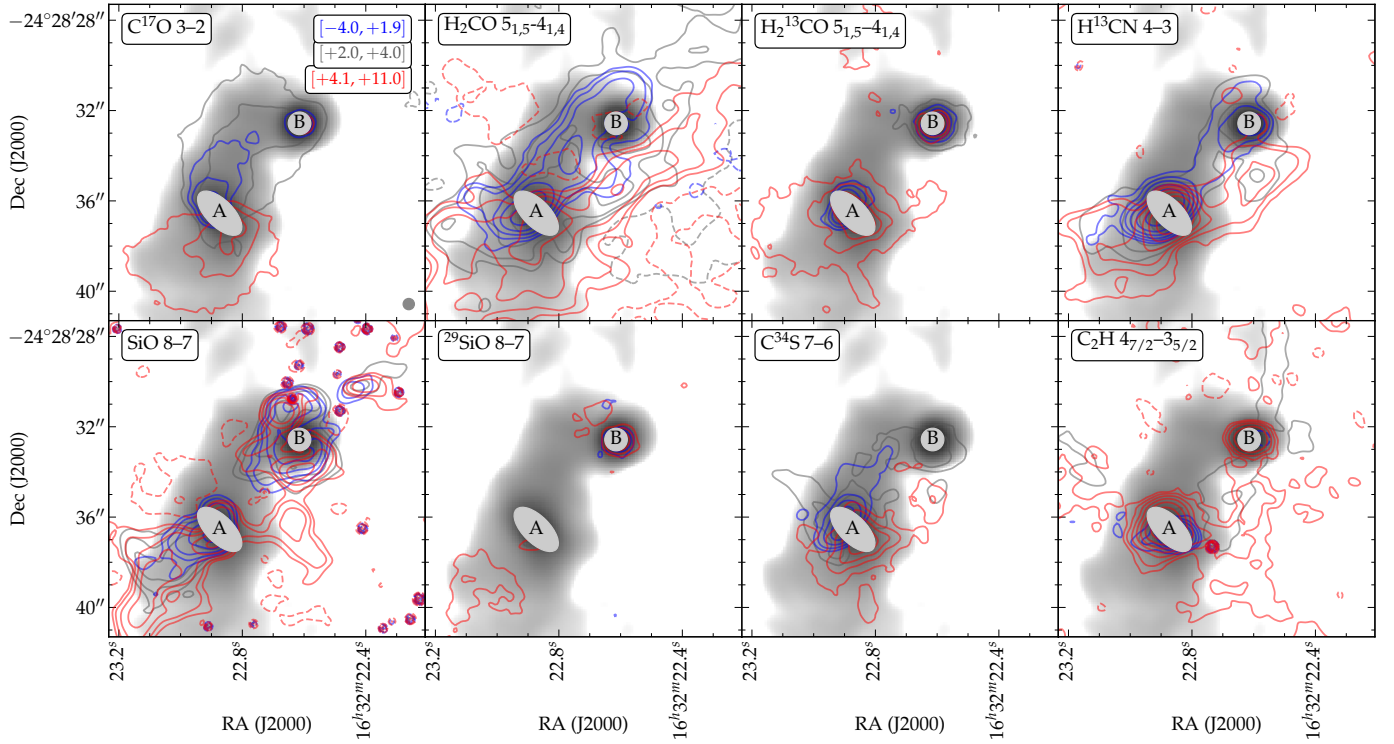 −24°28′28″
C¹⁷O 3–2
[−4.0, +1.9]
[+2.0, +4.0]
[+4.1, +11.0]
H₂CO 5₁,₅-4₁,₄
H₂¹³CO 5₁,₅-4₁,₄
H¹³CN 4–3
B
B
B
B
A
A
A
A
32″
36″
40″
Dec (J2000)
−24°28′28″
SiO 8–7
²⁹SiO 8–7
C³⁴S 7–6
C₂H 4₇/₂–3₅/₂
B
B
B
B
A
A
A
A
32″
36″
40″
Dec (J2000)
23.2ˢ
22.8ˢ
16ʰ32ᵐ22.4ˢ
23.2ˢ
22.8ˢ
16ʰ32ᵐ22.4ˢ
23.2ˢ
22.8ˢ
16ʰ32ᵐ22.4ˢ
23.2ˢ
22.8ˢ
16ʰ32ᵐ22.4ˢ
RA (J2000)
RA (J2000)
RA (J2000)
RA (J2000)